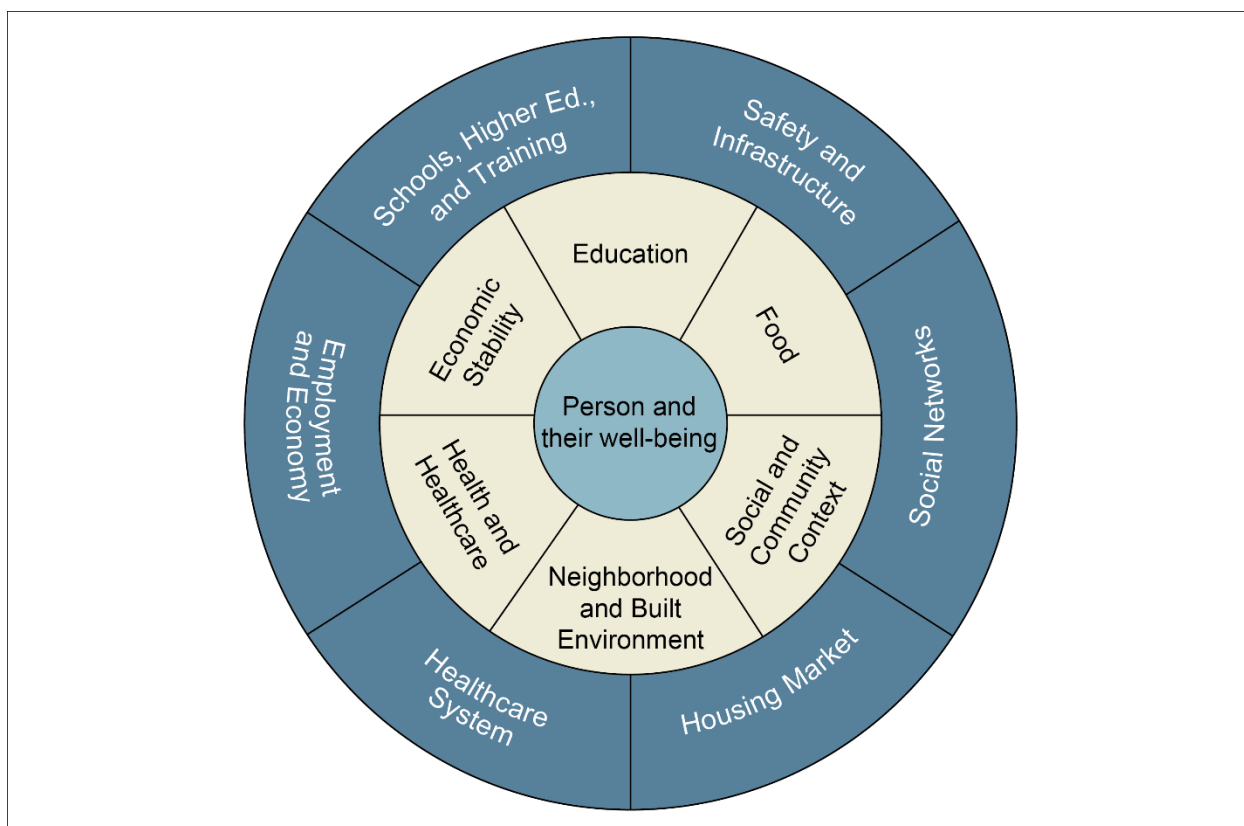 Schools, Higher Ed.,
and Training
Safety and
Infrastructure
Education
Economic
Stability
Food
Employment
and Economy
Social Networks
Person and
their well-being
Health and
Healthcare
Social and
Community
Context
Neighborhood
and Built
Environment
Healthcare
System
Housing Market